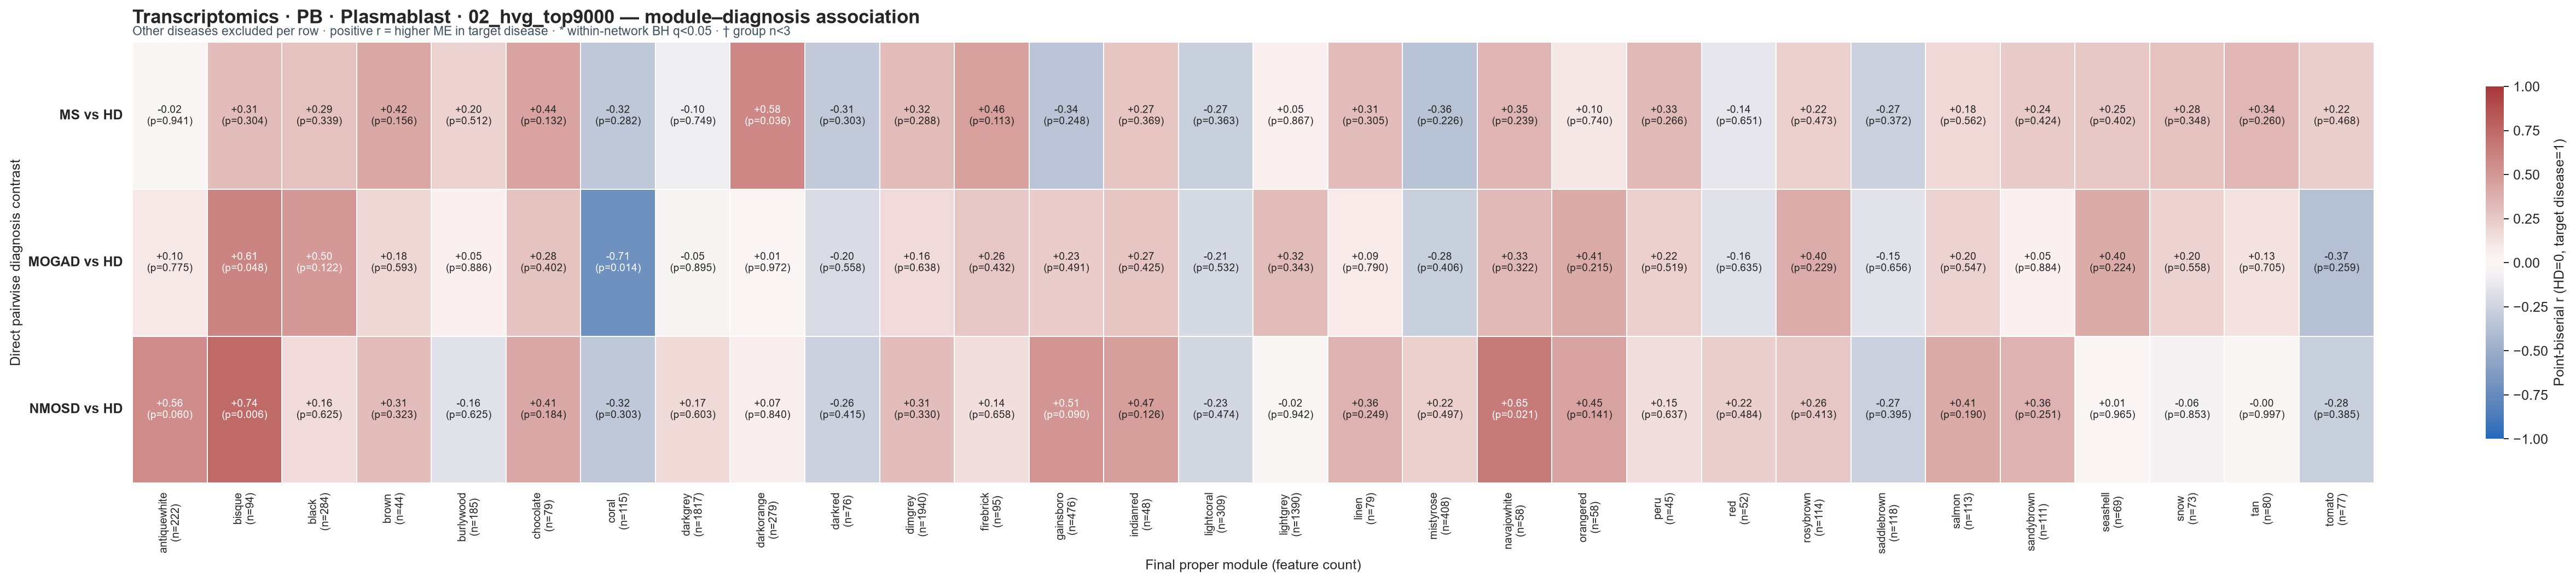 Transcriptomics · PB · Plasmablast · 02_hvg_top9000 — module–diagnosis association
Other diseases excluded per row · positive r = higher ME in target disease · * within-network BH q<0.05 · † group n<3
Direct pairwise diagnosis contrast
MS vs HD
-0.02 +0.31 +0.29 +0.42 +0.20 +0.44 -0.32 -0.10 +0.58 -0.31 +0.32 +0.46 -0.34 +0.27 -0.27 +0.05 +0.31 -0.36 +0.35 +0.10 +0.33 -0.14 +0.22 -0.27 +0.18 +0.24 +0.25 +0.28 +0.34 +0.22
(p=0.941) (p=0.304) (p=0.339) (p=0.156) (p=0.512) (p=0.132) (p=0.282) (p=0.749) (p=0.036) (p=0.303) (p=0.288) (p=0.113) (p=0.248) (p=0.369) (p=0.363) (p=0.867) (p=0.305) (p=0.226) (p=0.239) (p=0.740) (p=0.266) (p=0.651) (p=0.473) (p=0.372) (p=0.562) (p=0.424) (p=0.402) (p=0.348) (p=0.260) (p=0.468)
MOGAD vs HD
+0.10 +0.61 +0.50 +0.18 +0.05 +0.28 -0.71 -0.05 +0.01 -0.20 +0.16 +0.26 +0.23 +0.27 -0.21 +0.32 +0.09 -0.28 +0.33 +0.41 +0.22 -0.16 +0.40 -0.15 +0.20 +0.05 +0.40 +0.20 +0.13 -0.37
(p=0.775) (p=0.048) (p=0.122) (p=0.593) (p=0.886) (p=0.402) (p=0.014) (p=0.895) (p=0.972) (p=0.558) (p=0.638) (p=0.432) (p=0.491) (p=0.425) (p=0.532) (p=0.343) (p=0.790) (p=0.406) (p=0.322) (p=0.215) (p=0.519) (p=0.635) (p=0.229) (p=0.656) (p=0.547) (p=0.884) (p=0.224) (p=0.558) (p=0.705) (p=0.259)
NMOSD vs HD
+0.56 +0.74 +0.16 +0.31 -0.16 +0.41 -0.32 +0.17 +0.07 -0.26 +0.31 +0.14 +0.51 +0.47 -0.23 -0.02 +0.36 +0.22 +0.65 +0.45 +0.15 +0.22 +0.26 -0.27 +0.41 +0.36 +0.01 -0.06 -0.00 -0.28
(p=0.060) (p=0.006) (p=0.625) (p=0.323) (p=0.625) (p=0.184) (p=0.303) (p=0.603) (p=0.840) (p=0.415) (p=0.330) (p=0.658) (p=0.090) (p=0.126) (p=0.474) (p=0.942) (p=0.249) (p=0.497) (p=0.021) (p=0.141) (p=0.637) (p=0.484) (p=0.413) (p=0.395) (p=0.190) (p=0.251) (p=0.965) (p=0.853) (p=0.997) (p=0.385)
antiquewhite
(n=222)
bisque
(n=94)
black
(n=284)
brown
(n=44)
burlywood
(n=185)
chocolate
(n=79)
coral
(n=115)
darkgrey
(n=1817)
darkorange
(n=279)
darkred
(n=76)
dimgrey
(n=1940)
firebrick
(n=95)
gainsboro
(n=476)
indianred
(n=48)
lightcoral
(n=309)
lightgrey
(n=1390)
linen
(n=79)
mistyrose
(n=408)
navajowhite
(n=58)
orangered
(n=58)
peru
(n=45)
red
(n=52)
rosybrown
(n=114)
saddlebrown
(n=118)
salmon
(n=113)
sandybrown
(n=111)
seashell
(n=69)
snow
(n=73)
tan
(n=80)
tomato
(n=77)
Final proper module (feature count)
1.00
0.75
0.50
0.25
0.00
−0.25
−0.50
−0.75
−1.00
Point-biserial r (HD=0, target disease=1)